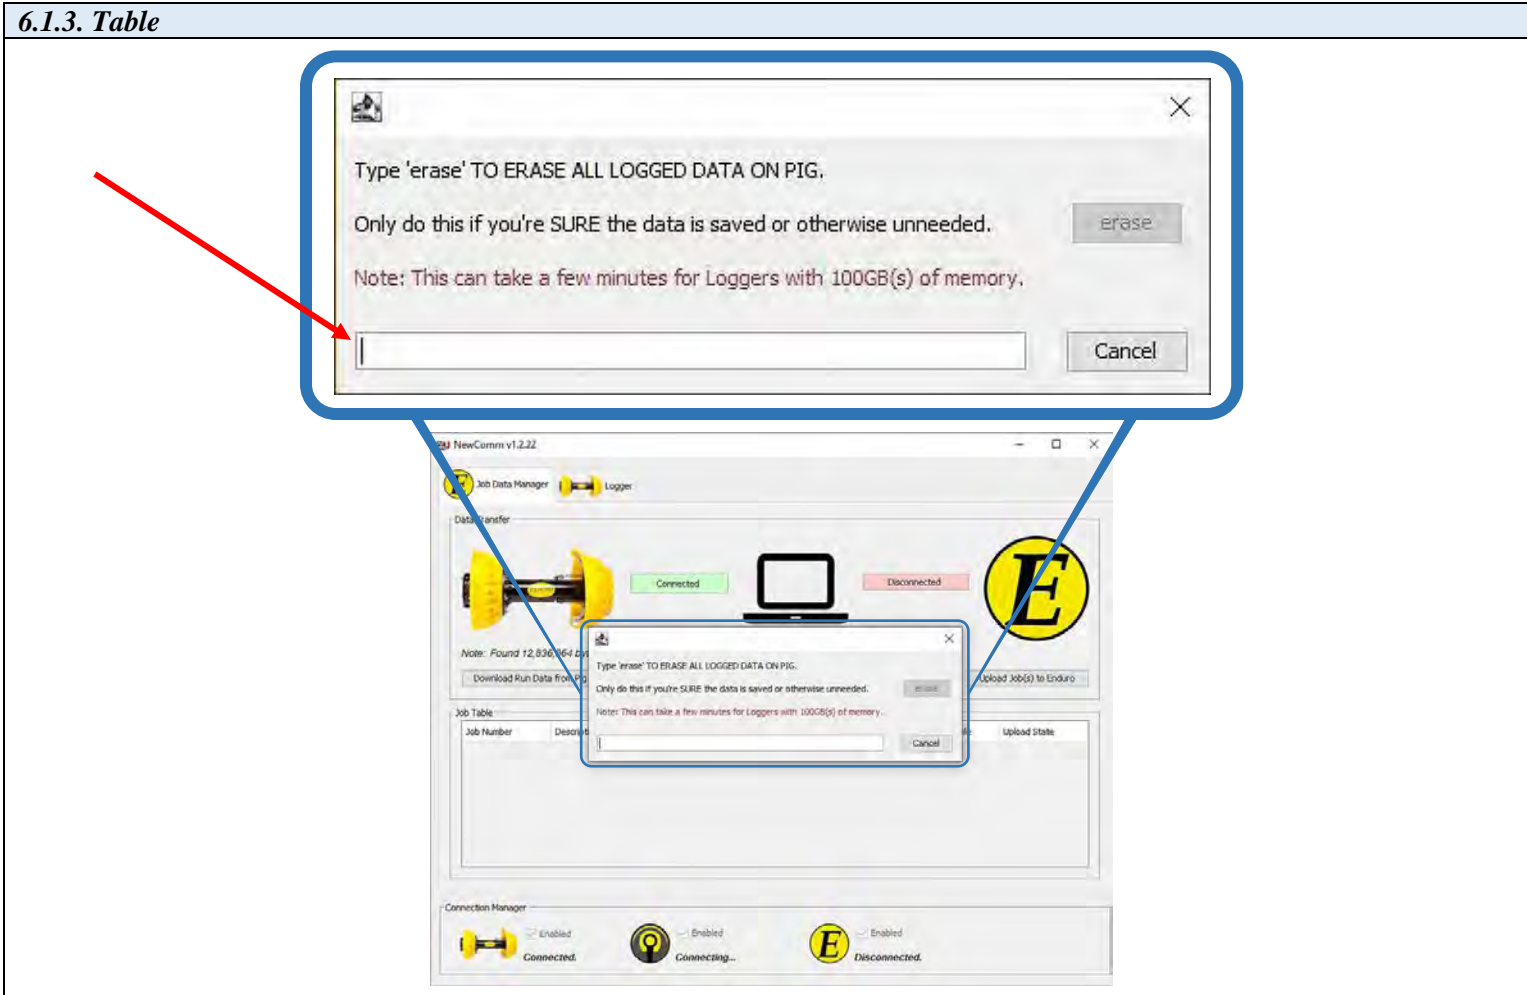 6.1.3. Table
Type 'erase' TO ERASE ALL LOGGED DATA ON PIG.
Only do this if you're SURE the data is saved or otherwise unneeded.
erase
Note: This can take a few minutes for Loggers with 100GB(s) of memory.
Cancel
NewComm v1.2.22
Job Data Manager
Logger
Data Transfer
Connected
Disconnected
E
Note: Found 12,836,864
Type 'erase' TO ERASE ALL LOGGED DATA ON PIG.
Only do this if you're SURE the data is saved or otherwise unneeded.
erase
Note: This can take a few minutes for Loggers with 100GB(s) of memory.
Cancel
Download Run Data from Pig
Upload Job(s) to Enduro
Job Table
Job Number
Upload State
Connection Manager
Enabled
Connected.
Enabled
Connecting...
E
Enabled
Disconnected.